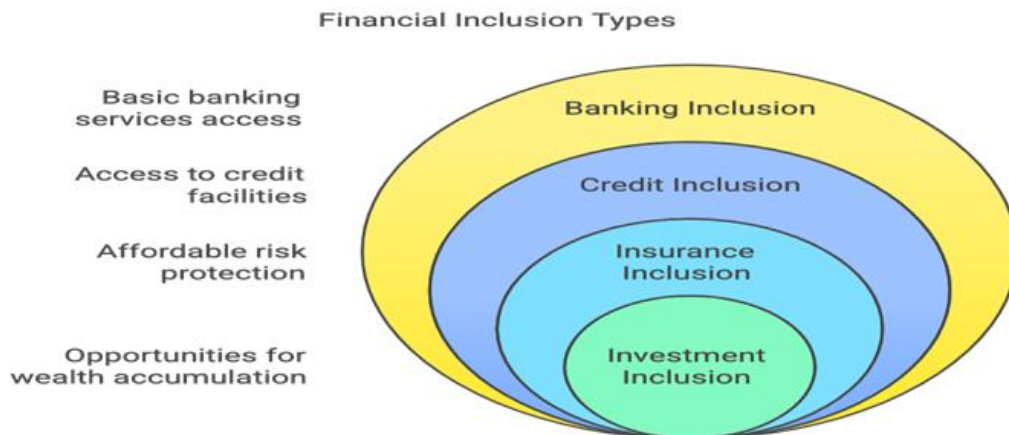 Financial Inclusion Types
Basic banking
services access
Banking Inclusion
Access to credit
facilities
Credit Inclusion
Affordable risk
protection
Insurance
Inclusion
Opportunities for
wealth accumulation
Investment
Inclusion